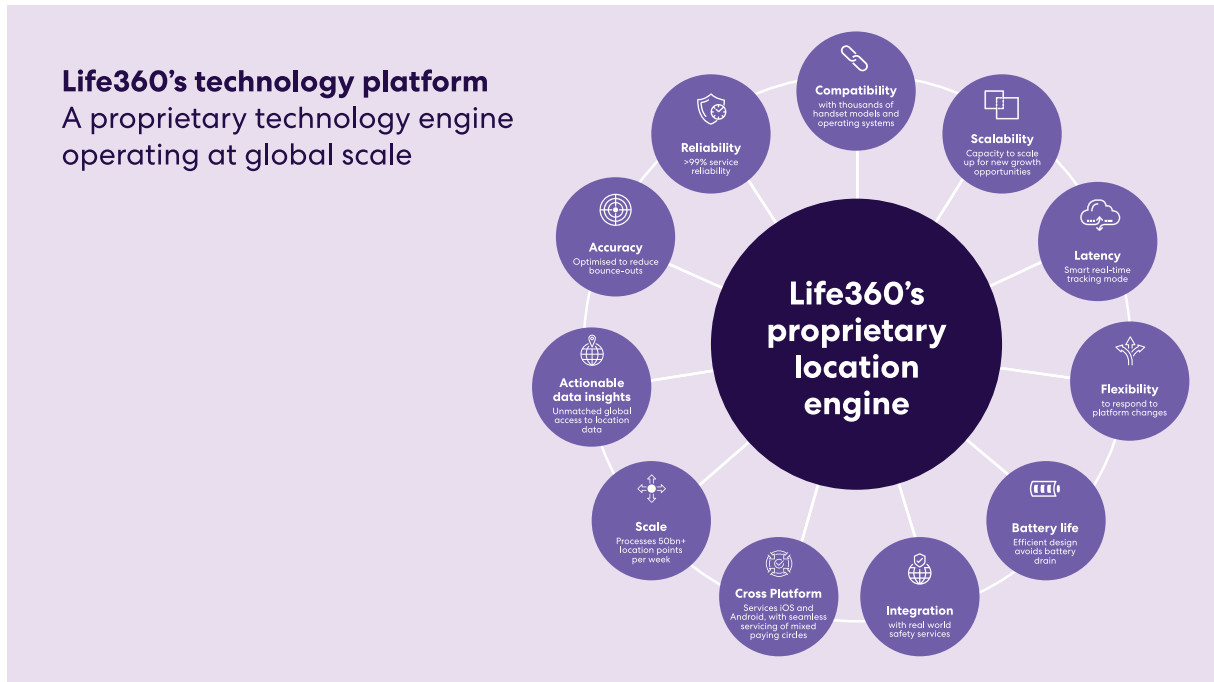 Life360's technology platform
A proprietary technology engine
operating at global scale
Compatibility
with thousands of
handset models and
operating systems
Scalability
Capacity to scale
up for new growth
opportunities
Latency
Smart real-time
tracking mode
Flexibility
to respond to
platform changes
Battery life
Efficient design
avoids battery
drain
Integration
with real world
safety services
Cross Platform
Services iOS and
Android, with seamless
servicing of mixed
paying circles
Scale
Processes 50bn+
location points
per week
Actionable
data insights
Unmatched global
access to location
data
Accuracy
Optimised to reduce
bounce-outs
Reliability
>99% service
reliability
Life360's
proprietary
location
engine